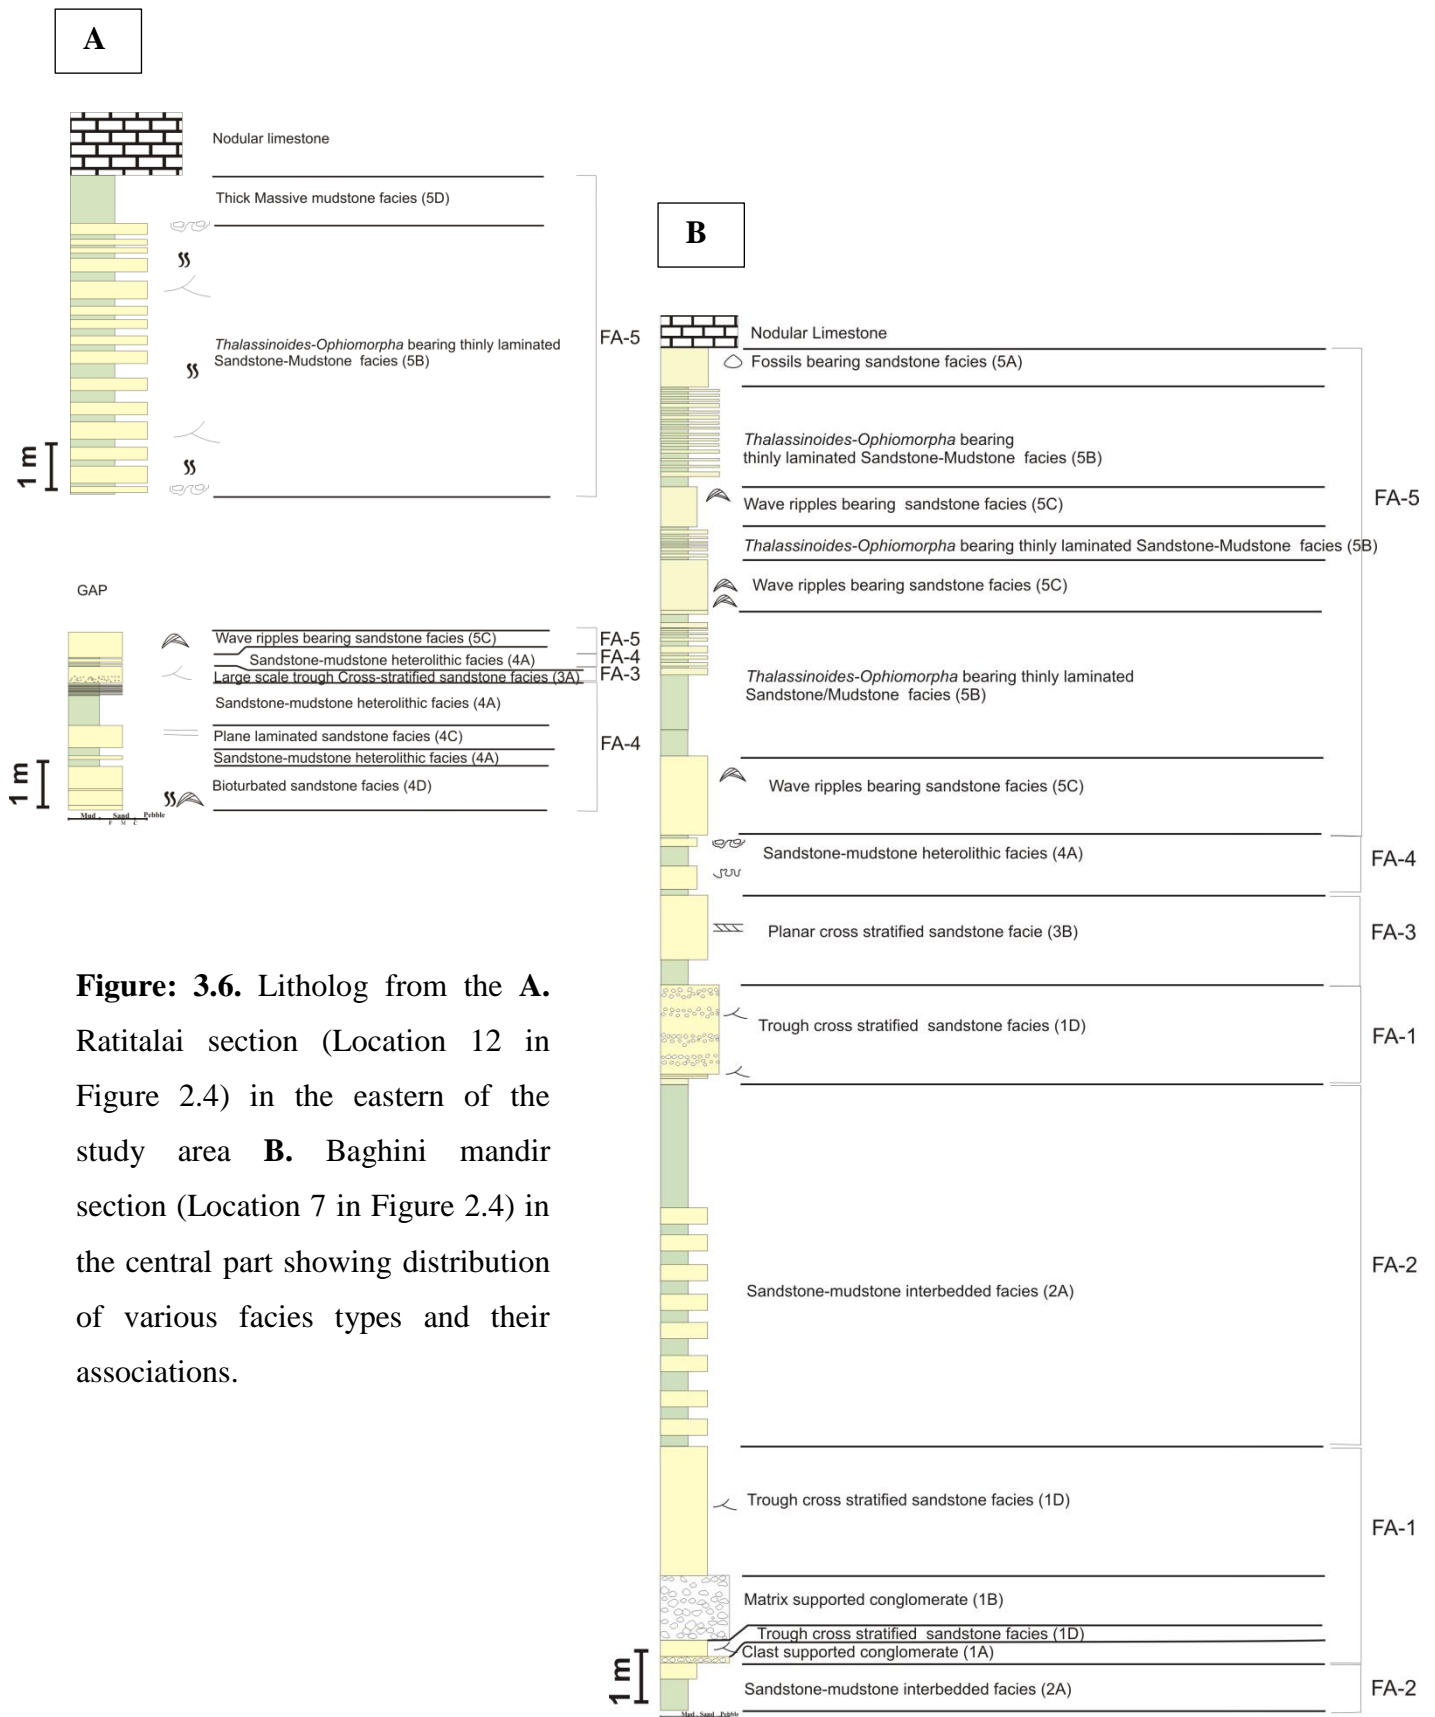 A
Nodular limestone
Thick Massive mudstone facies (5D)
Thalassinoides-Ophiomorpha bearing thinly laminated
Sandstone-Mudstone facies (5B)
FA-5
1 m
GAP
Wave ripples bearing sandstone facies (5C)
FA-5
Sandstone-mudstone heterolithic facies (4A)
FA-4
Large scale trough Cross-stratified sandstone facies (3A)
FA-3
Sandstone-mudstone heterolithic facies (4A)
Plane laminated sandstone facies (4C)
FA-4
Sandstone-mudstone heterolithic facies (4A)
Bioturbated sandstone facies (4D)
1 m
Mud Sand Pebble
F M C
B
Nodular Limestone
Fossils bearing sandstone facies (5A)
Thalassinoides-Ophiomorpha bearing
thinly laminated Sandstone-Mudstone facies (5B)
FA-5
Wave ripples bearing sandstone facies (5C)
Thalassinoides-Ophiomorpha bearing thinly laminated Sandstone-Mudstone facies (5B)
Wave ripples bearing sandstone facies (5C)
Thalassinoides-Ophiomorpha bearing thinly laminated
Sandstone/Mudstone facies (5B)
Wave ripples bearing sandstone facies (5C)
Sandstone-mudstone heterolithic facies (4A)
FA-4
Planar cross stratified sandstone facie (3B)
FA-3
Trough cross stratified sandstone facies (1D)
FA-1
Sandstone-mudstone interbedded facies (2A)
FA-2
Trough cross stratified sandstone facies (1D)
FA-1
Matrix supported conglomerate (1B)
Trough cross stratified sandstone facies (1D)
Clast supported conglomerate (1A)
Sandstone-mudstone interbedded facies (2A)
FA-2
1 m
Mud Sand Pebble
Figure: 3.6. Litholog from the A.
Ratitalai section (Location 12 in
Figure 2.4) in the eastern of the
study area B. Baghini mandir
section (Location 7 in Figure 2.4) in
the central part showing distribution
of various facies types and their
associations.